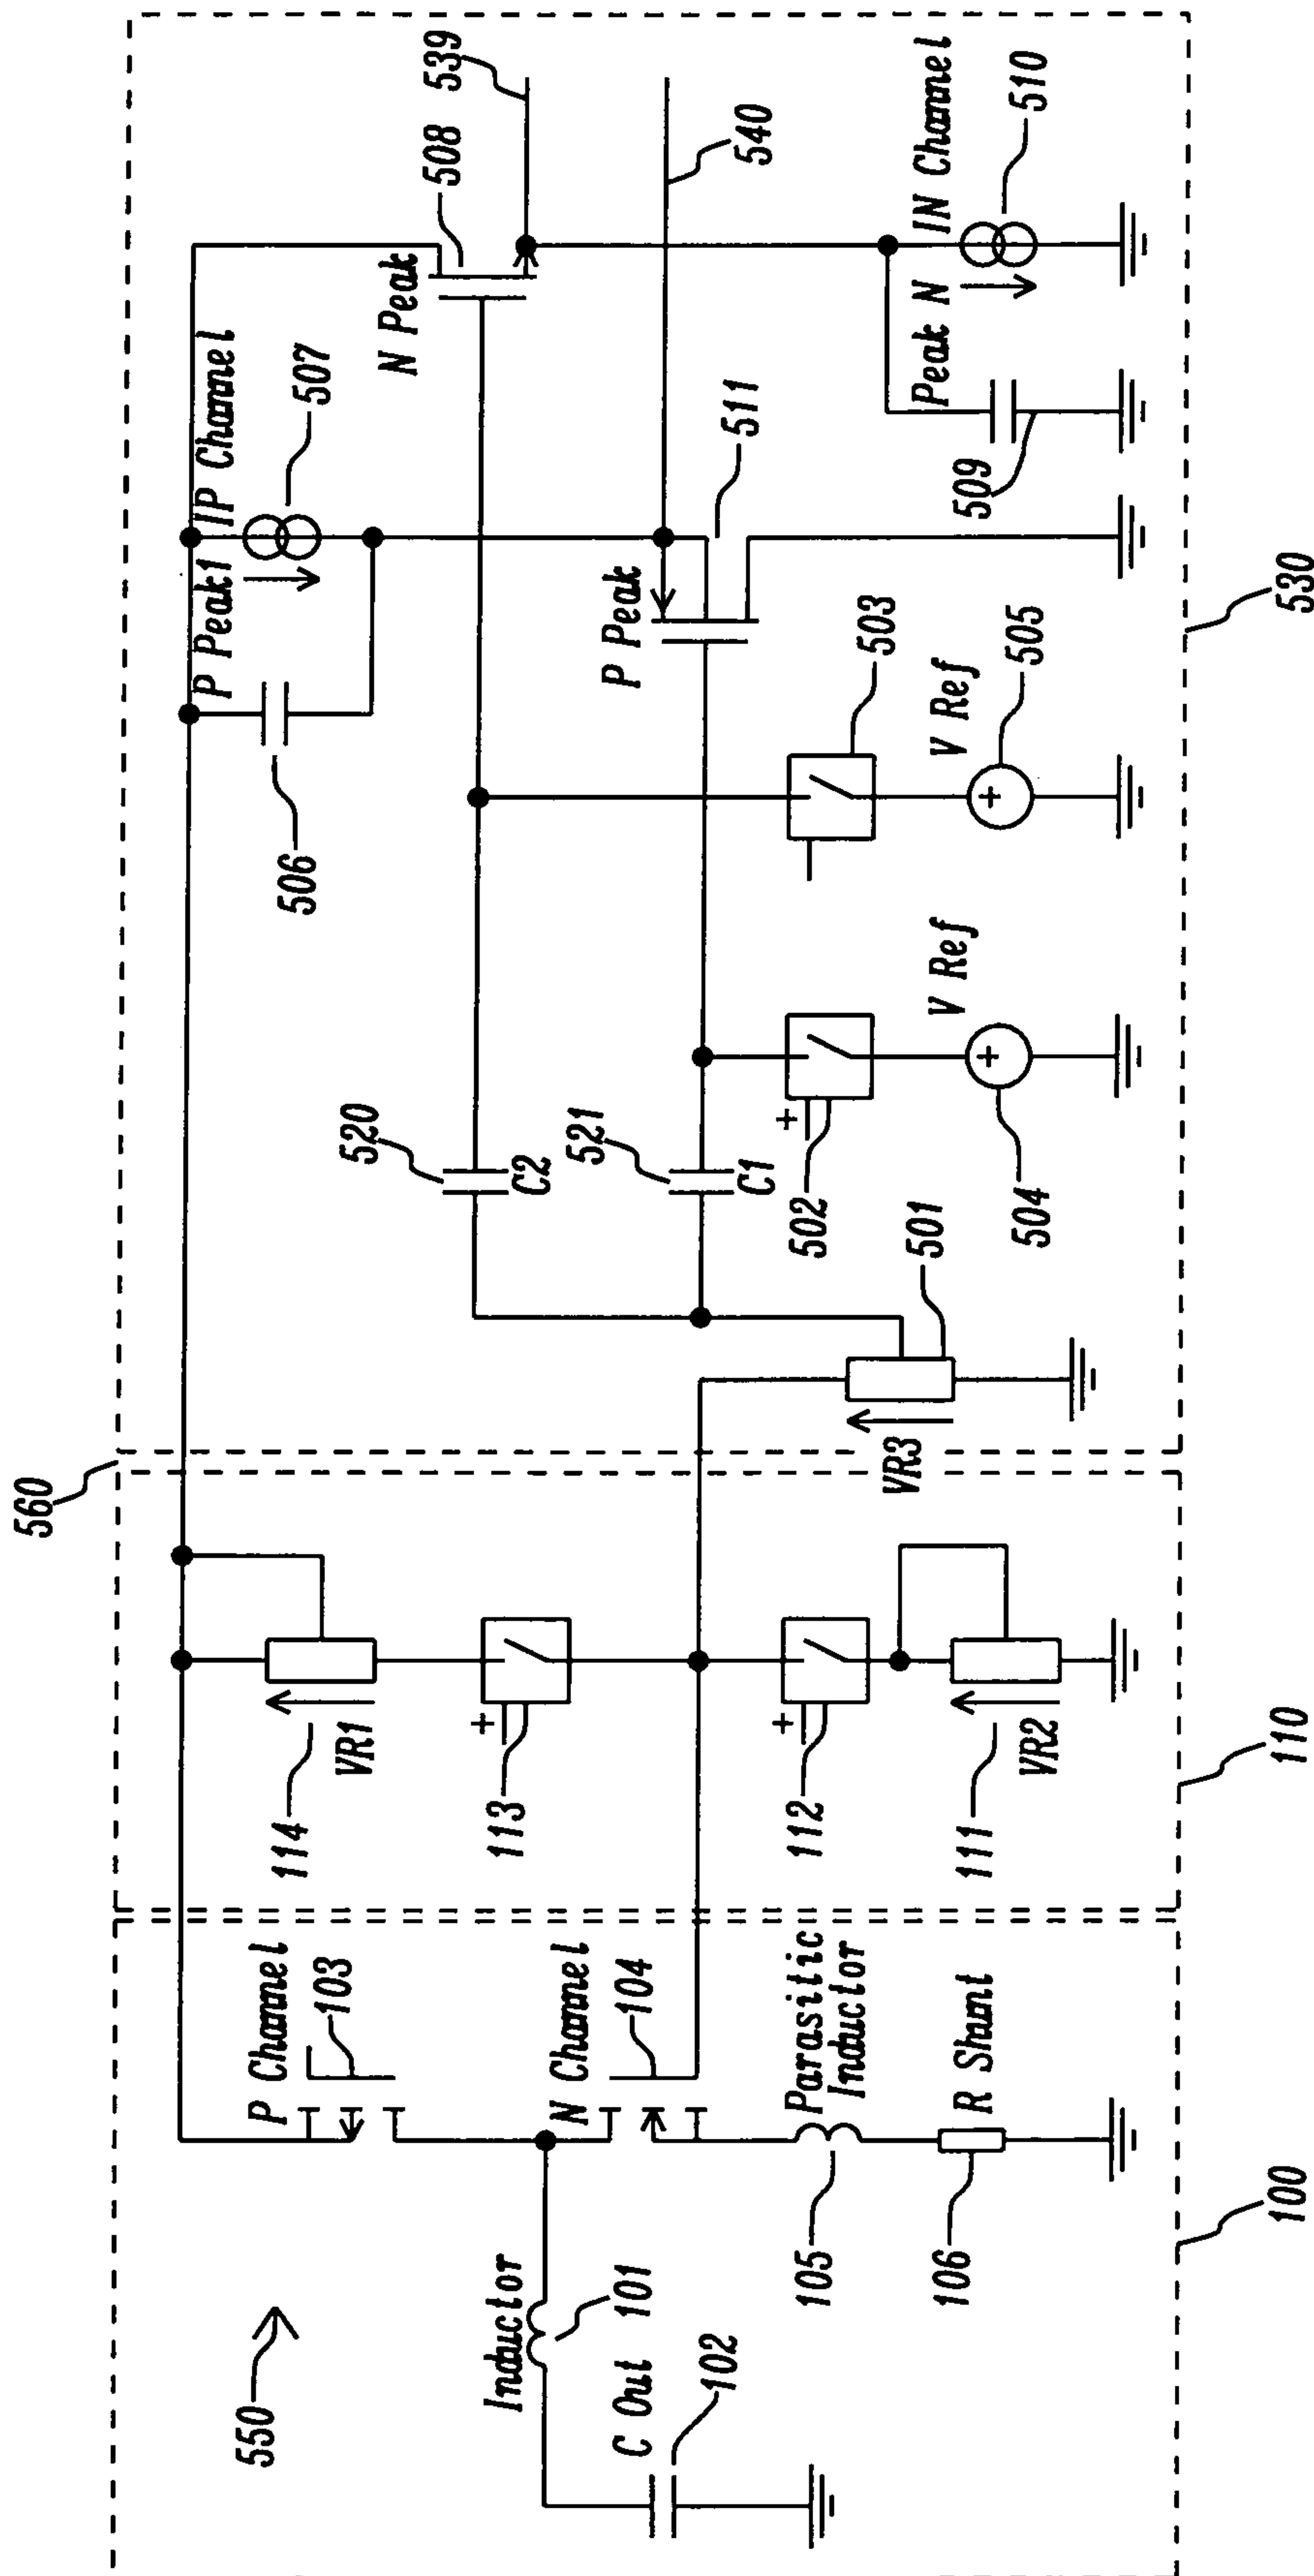 560
550
P Channel
103
Inductor
101
N Channel
104
C Out
102
Parasitic
Inductor
105
R Shunt
106
100
114
VR1
113
112
111
VR2
110
VR3
501
520
C2
521
C1
502
V Ref
504
503
V Ref
505
506
P Peak1
IP Channel
507
N Peak
508
539
P Peak
511
540
509
Peak N
IN Channel
510
530